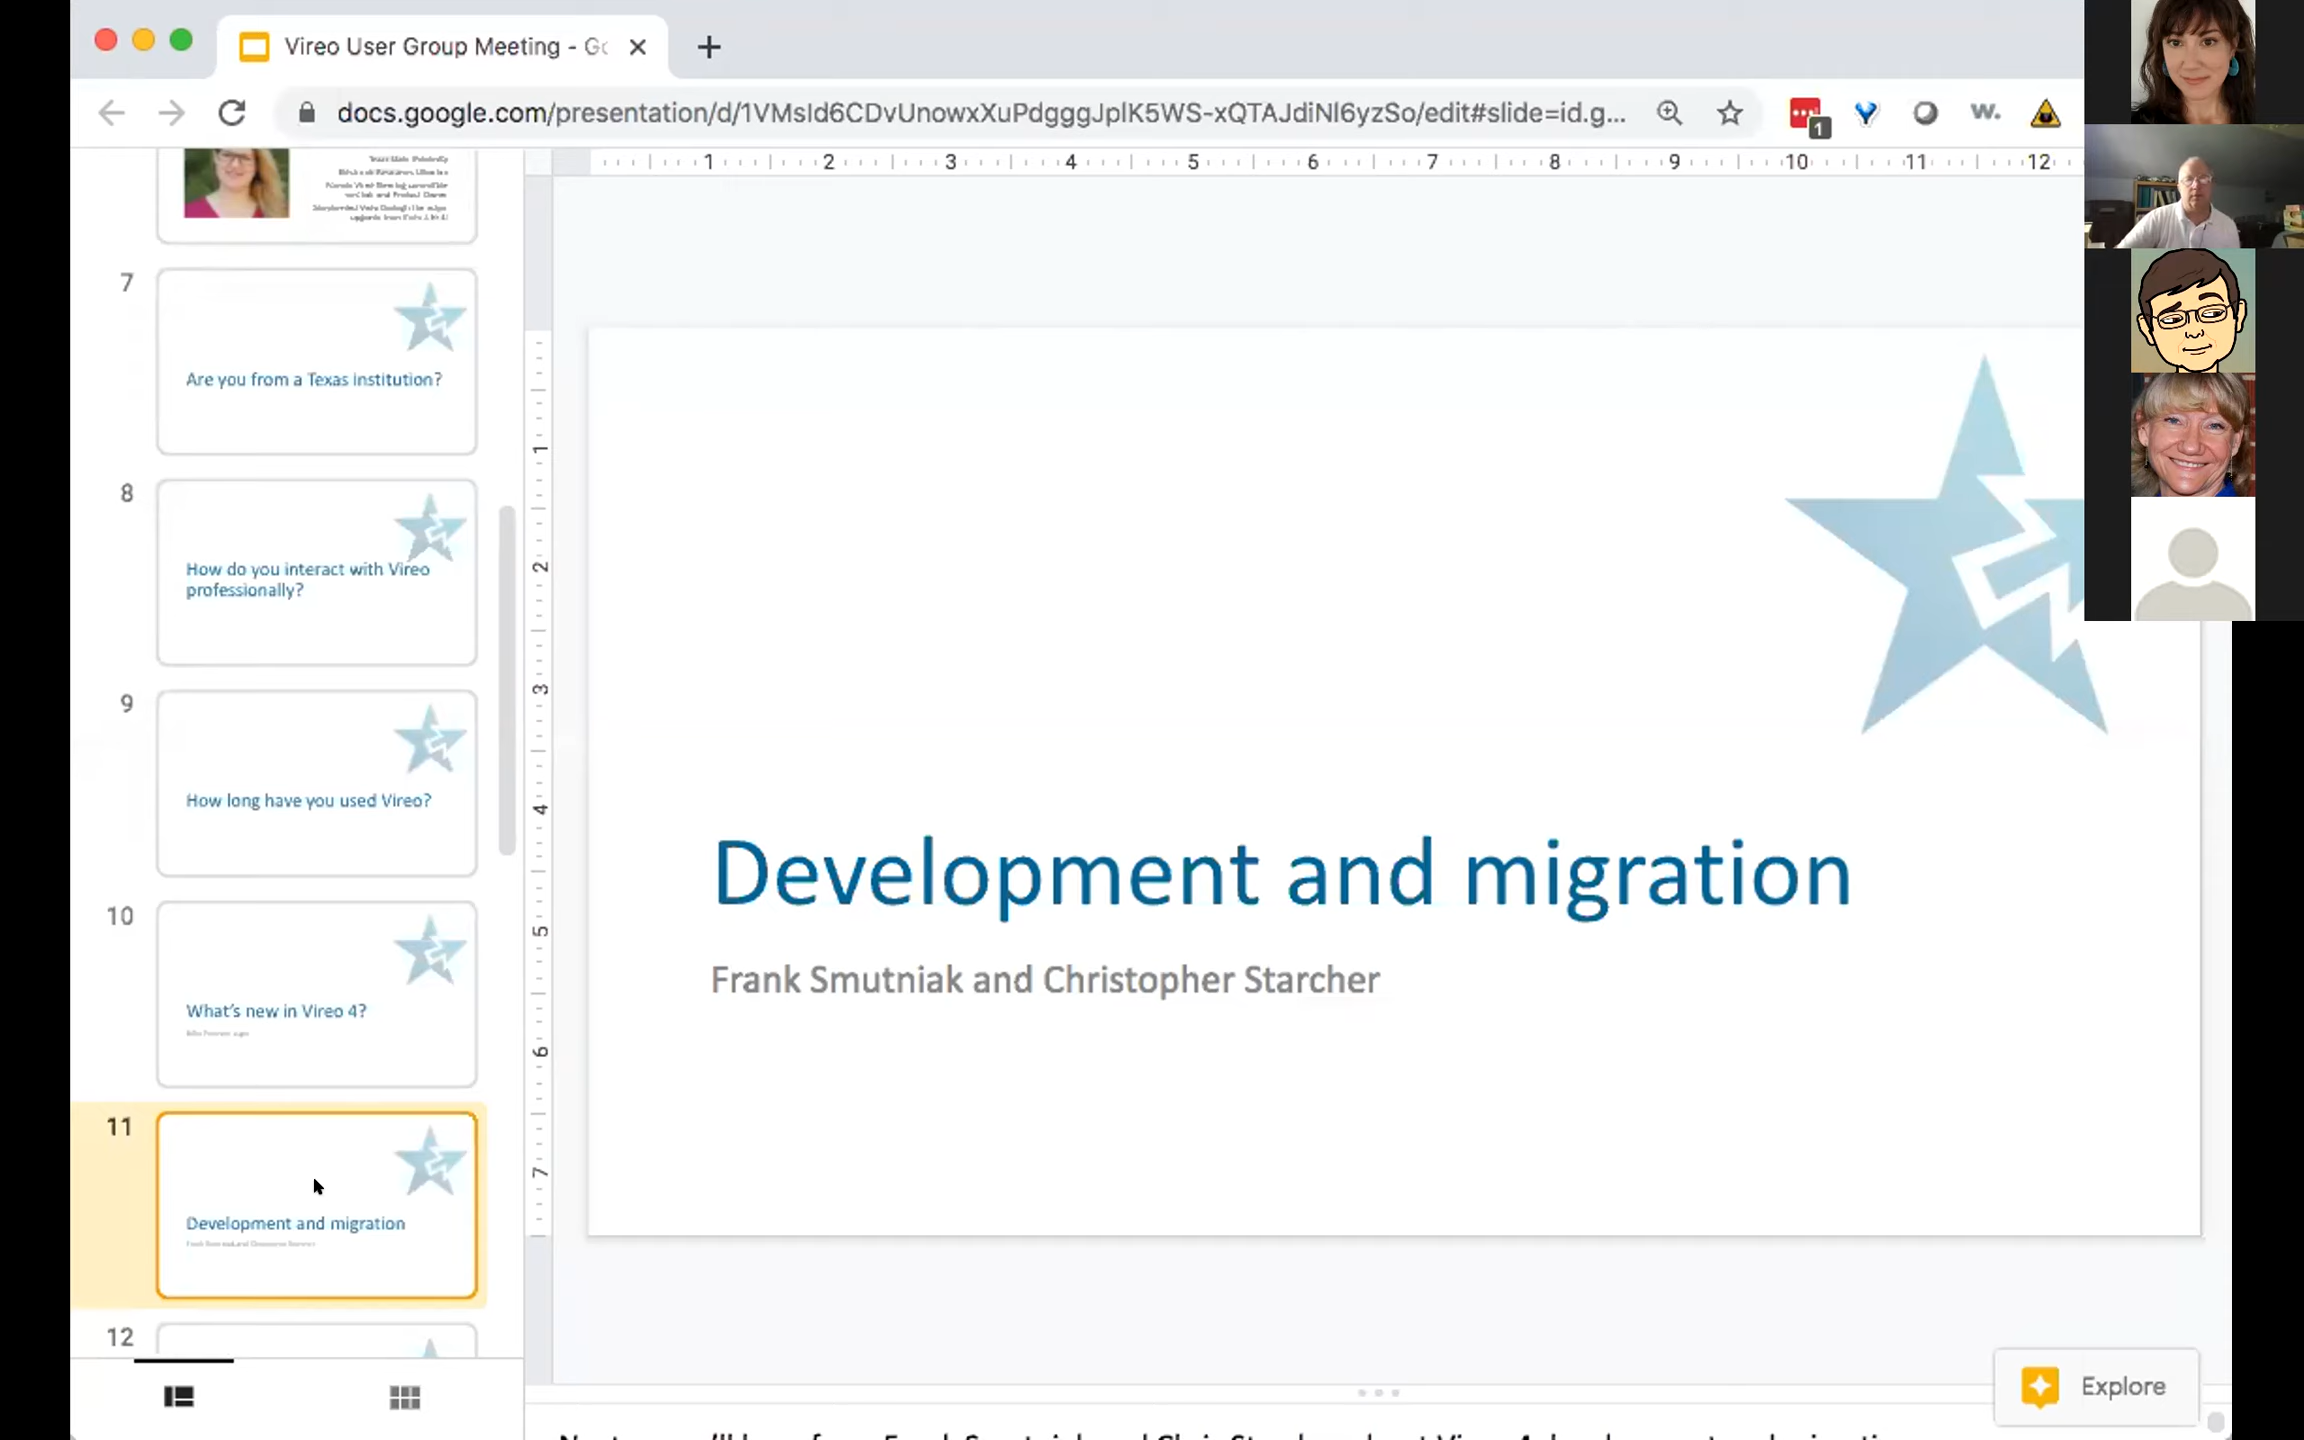 Vireo User Group Meeting - Go
docs.google.com/presentation/d/1VMsId6CDvUnowxXuPdgggJplK5WS-xQTAJdiNl6yzSo/edit#slide=id.g...
1
w.
1 2 3 4 5 6 7 8 9 10 11 12
7
Are you from a Texas institution?
8
How do you interact with Vireo
professionally?
9
How long have you used Vireo?
10
What's new in Vireo 4?
11
Development and migration
12
1
2
3
4
5
6
7
Development and migration
Frank Smutniak and Christopher Starcher
Explore